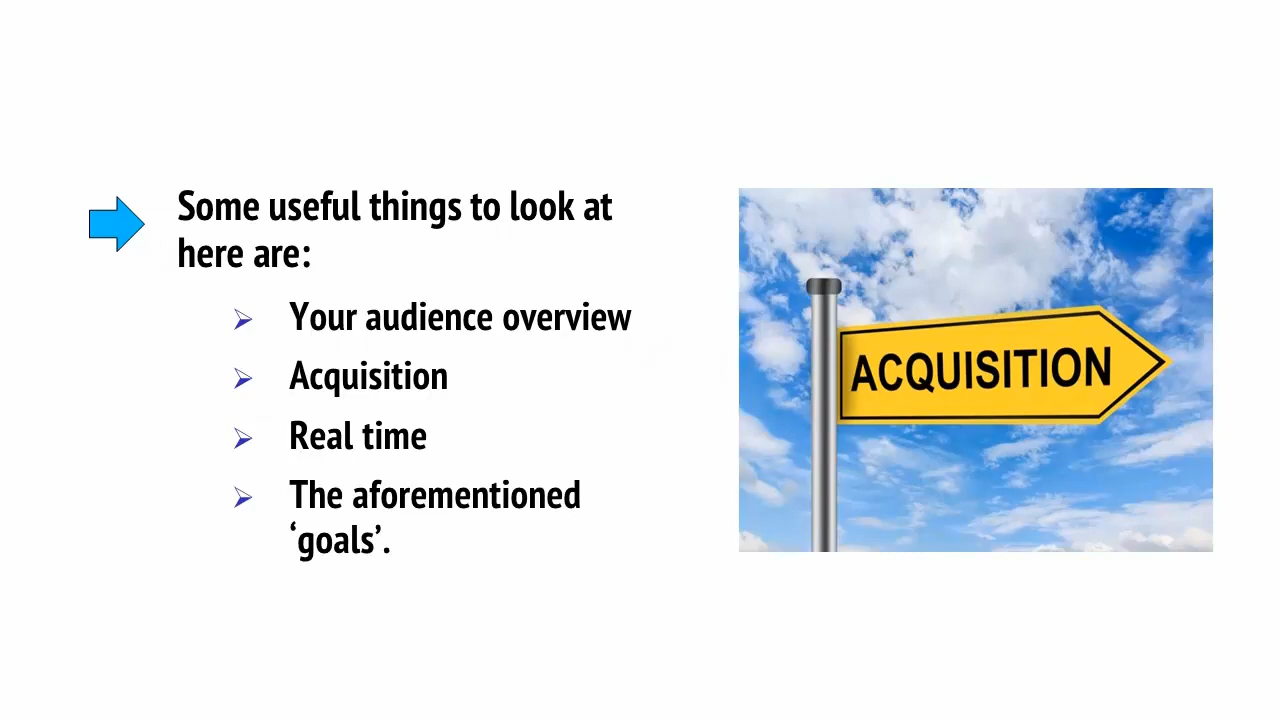 Some useful things to look at
here are:
Your audience overview
Acquisition
Real time
The aforementioned
‘goals’.
ACQUISITION